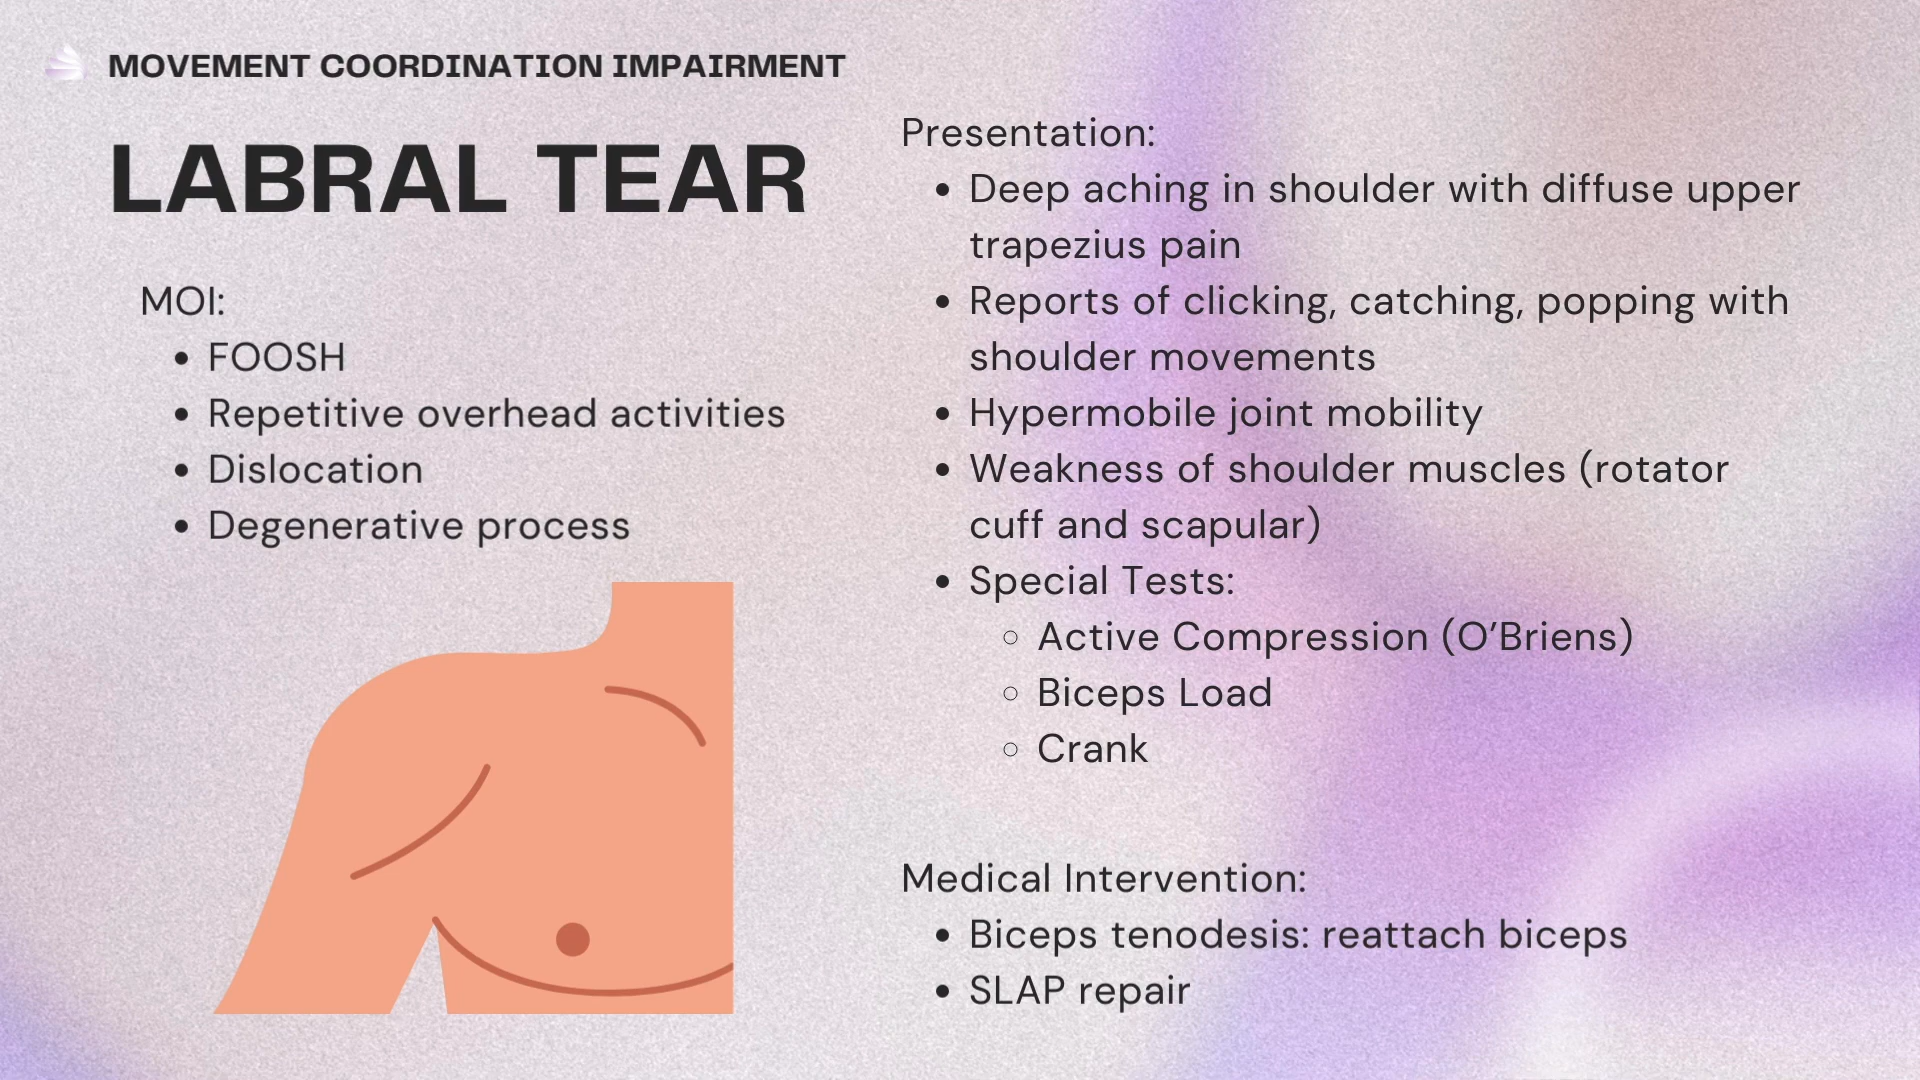 MOVEMENT COORDINATION IMPAIRMENT
LABRAL TEAR
MOI:
• FOOSH
• Repetitive overhead activities
• Dislocation
• Degenerative process
Presentation:
• Deep aching in shoulder with diffuse upper
trapezius pain
• Reports of clicking, catching, popping with
shoulder movements
• Hypermobile joint mobility
• Weakness of shoulder muscles (rotator
cuff and scapular)
• Special Tests:
◦ Active Compression (O’Briens)
◦ Biceps Load
◦ Crank
Medical Intervention:
• Biceps tenodesis: reattach biceps
• SLAP repair